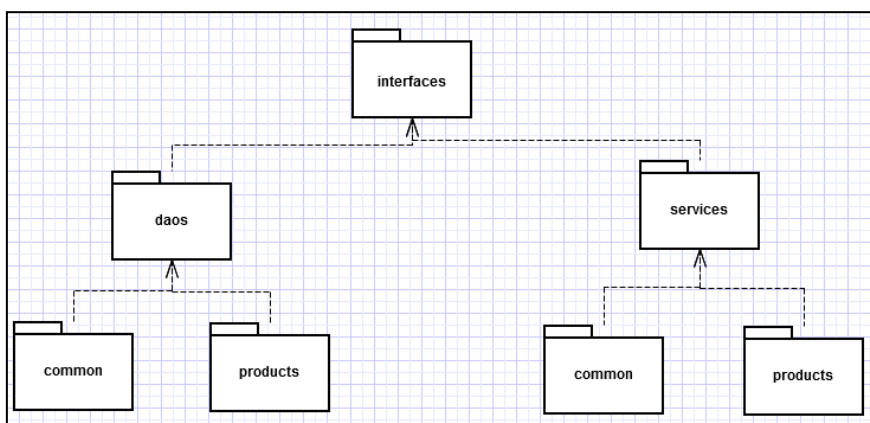 interfaces
daos
services
common
products
common
products